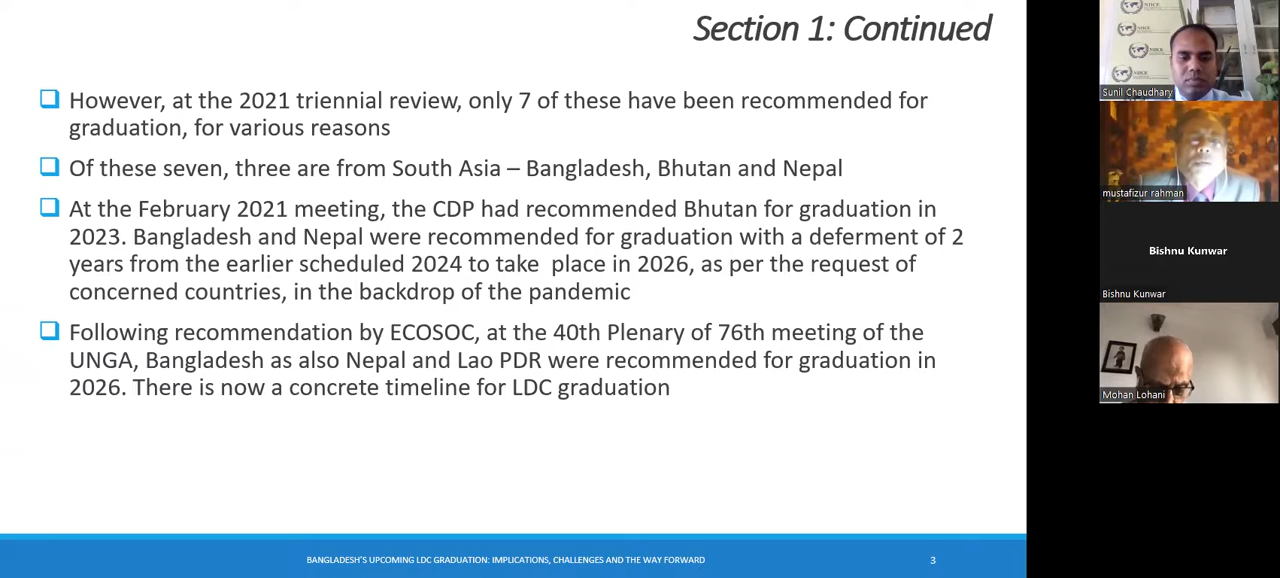 Section 1: Continued
However, at the 2021 triennial review, only 7 of these have been recommended for
graduation, for various reasons
Of these seven, three are from South Asia – Bangladesh, Bhutan and Nepal
At the February 2021 meeting, the CDP had recommended Bhutan for graduation in
2023. Bangladesh and Nepal were recommended for graduation with a deferment of 2
years from the earlier scheduled 2024 to take place in 2026, as per the request of
concerned countries, in the backdrop of the pandemic
Following recommendation by ECOSOC, at the 40th Plenary of 76th meeting of the
UNGA, Bangladesh as also Nepal and Lao PDR were recommended for graduation in
2026. There is now a concrete timeline for LDC graduation
BANGLADESH'S UPCOMING LDC GRADUATION: IMPLICATIONS, CHALLENGES AND THE WAY FORWARD
3
Sunil Chaudhary
mustafizur rahman
Bishnu Kunwar
Bishnu Kunwar
Mohan Lohani